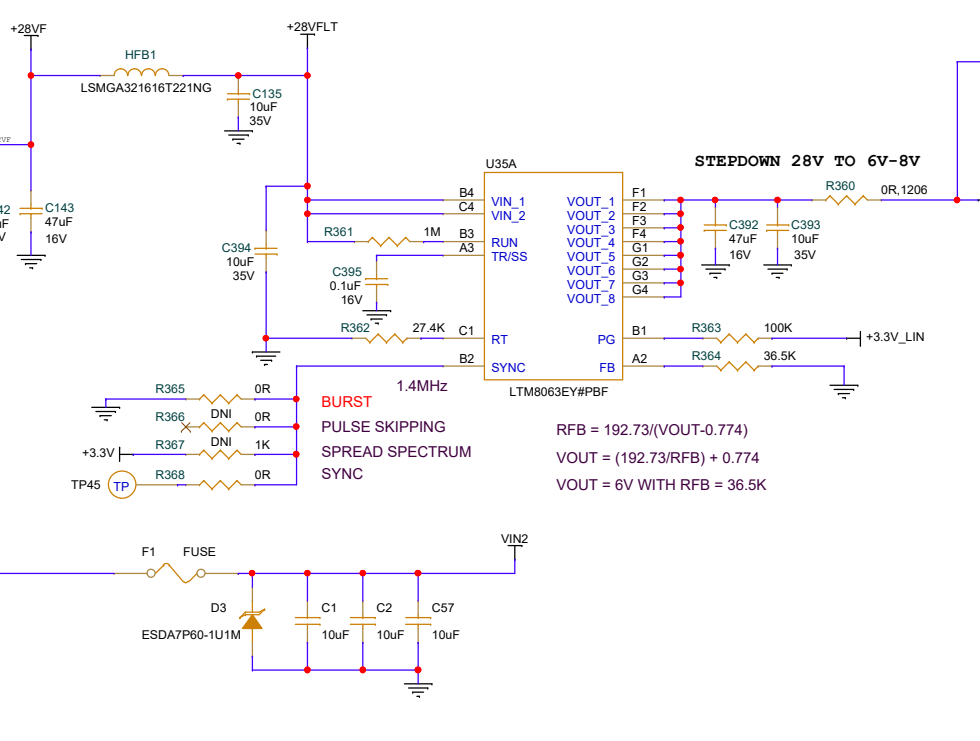 +28VF
+28VFLT
HFB1
LSMGA321616T221NG
C135
10uF
35V
C143
47uF
16V
STEPDOWN 28V TO 6V-8V
U35A
R360
0R,1206
B4
VIN_1
C4
VIN_2
B3
RUN
A3
TR/SS
C1
RT
B2
SYNC
VOUT_1
F1
VOUT_2
F2
VOUT_3
F3
VOUT_4
F4
VOUT_5
G1
VOUT_6
G2
VOUT_7
G3
VOUT_8
G4
PG
B1
FB
A2
LTM8063EY#PBF
R361
1M
C394
10uF
35V
C395
0.1uF
16V
R362
27.4K
C392
47uF
16V
C393
10uF
35V
R363
100K
+3.3V_LIN
R364
36.5K
1.4MHz
R365
0R
BURST
R366
DNI
0R
PULSE SKIPPING
+3.3V
R367
DNI
1K
SPREAD SPECTRUM
TP45
TP
R368
0R
SYNC
RFB = 192.73/(VOUT-0.774)
VOUT = (192.73/RFB) + 0.774
VOUT = 6V WITH RFB = 36.5K
F1
FUSE
VIN2
D3
ESDA7P60-1U1M
C1
10uF
C2
10uF
C57
10uF